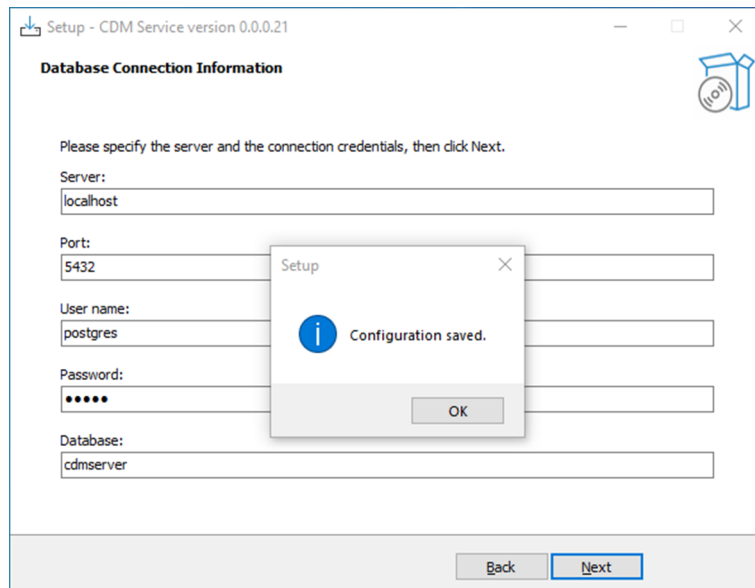 Setup - CDM Service version 0.0.0.21
Database Connection Information
Please specify the server and the connection credentials, then click Next.
Server:
localhost
Port:
5432
User name:
postgres
Password:
•••••
Database:
cdmserver
Setup
Configuration saved.
OK
Back
Next